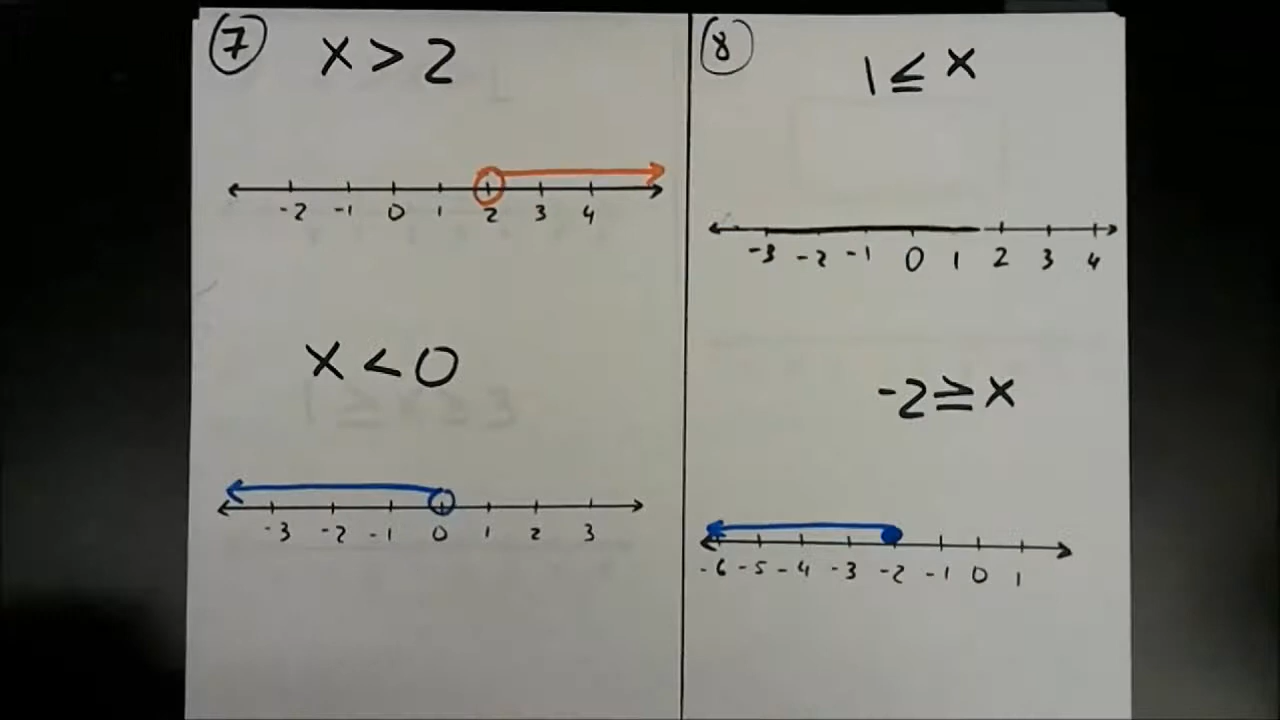 7
x > 2
-2 -1 0 1 2 3 4
x < 0
-3 -2 -1 0 1 2 3
8
1 ≤ x
-3 -2 -1 0 1 2 3 4
-2 ≥ x
-6 -5 -4 -3 -2 -1 0 1